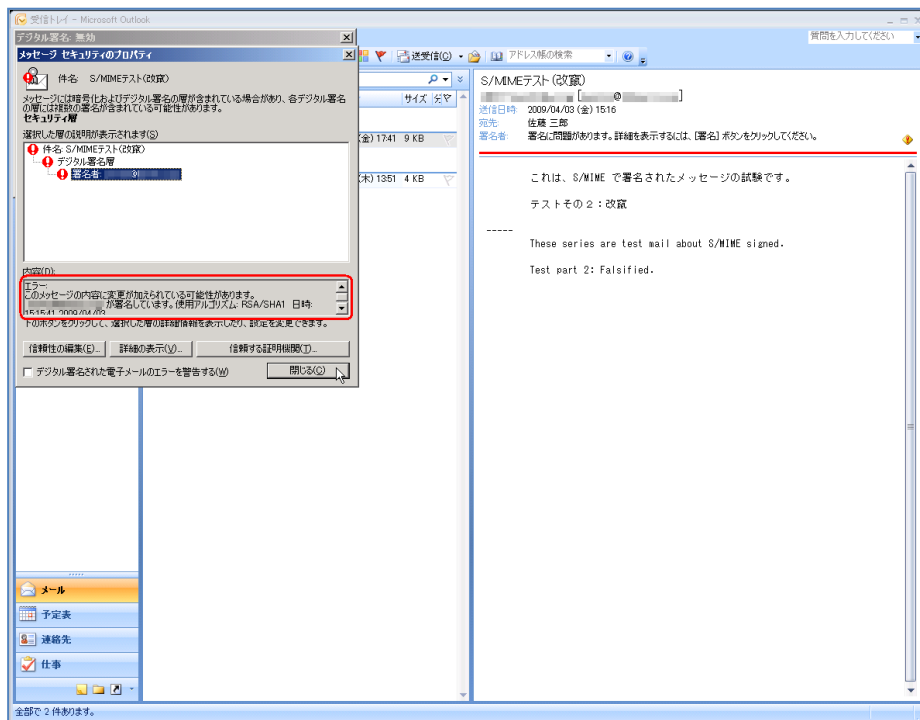 受信トレイ - Microsoft Outlook
デジタル署名: 無効
質問を入力してください
メッセージ セキュリティのプロパティ
送受信(C)
アドレス帳の検索
件名: S/MIMEテスト(改竄)
メッセージには暗号化およびデジタル署名の層が含まれている場合があり、各デジタル署名
の層には複数の署名が含まれている可能性があります。
セキュリティ層
選択した層の説明が表示されます(S)
件名: S/MIMEテスト(改竄)
デジタル署名層
署名者:
内容(D):
エラー:
このメッセージの内容に変更が加えられている可能性があります。
が署名しています。使用アルゴリズム: RSA/SHA1 日時:
15:15:41 2009/04/03
下のボタンをクリックして、選択した層の詳細情報を表示したり、設定を変更できます。
信頼性の編集(E)...
詳細の表示(V)...
信頼する証明機関(T)...
デジタル署名された電子メールのエラーを警告する(W)
閉じる(C)
サイズ
(金) 17:41 9 KB
(木) 13:51 4 KB
S/MIMEテスト(改竄)
[ @ ]
送信日時: 2009/04/03 (金) 15:16
宛先: 佐藤 三郎
署名者: 署名に問題があります。詳細を表示するには、[署名] ボタンをクリックしてください。
これは、S/MIME で署名されたメッセージの試験です。
テストその2:改竄
-----
These series are test mail about S/MIME signed.
Test part 2: Falsified.
メール
予定表
連絡先
仕事
全部で 2 件あります。